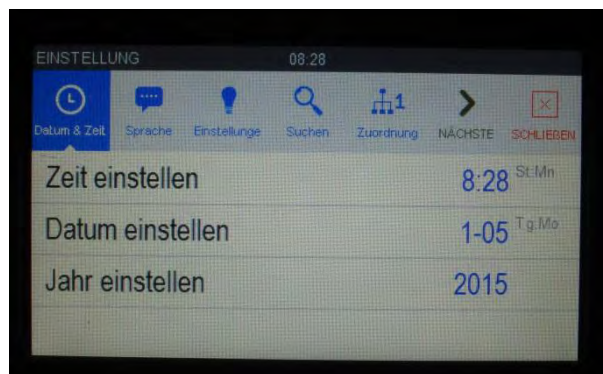 EINSTELLUNG 08:28
Datum & Zeit Sprache Einstellunge Suchen Zuordnung NÄCHSTE SCHLIEßEN
1
Zeit einstellen 8:28 St:Mn
Datum einstellen 1-05 Tg:Mo
Jahr einstellen 2015